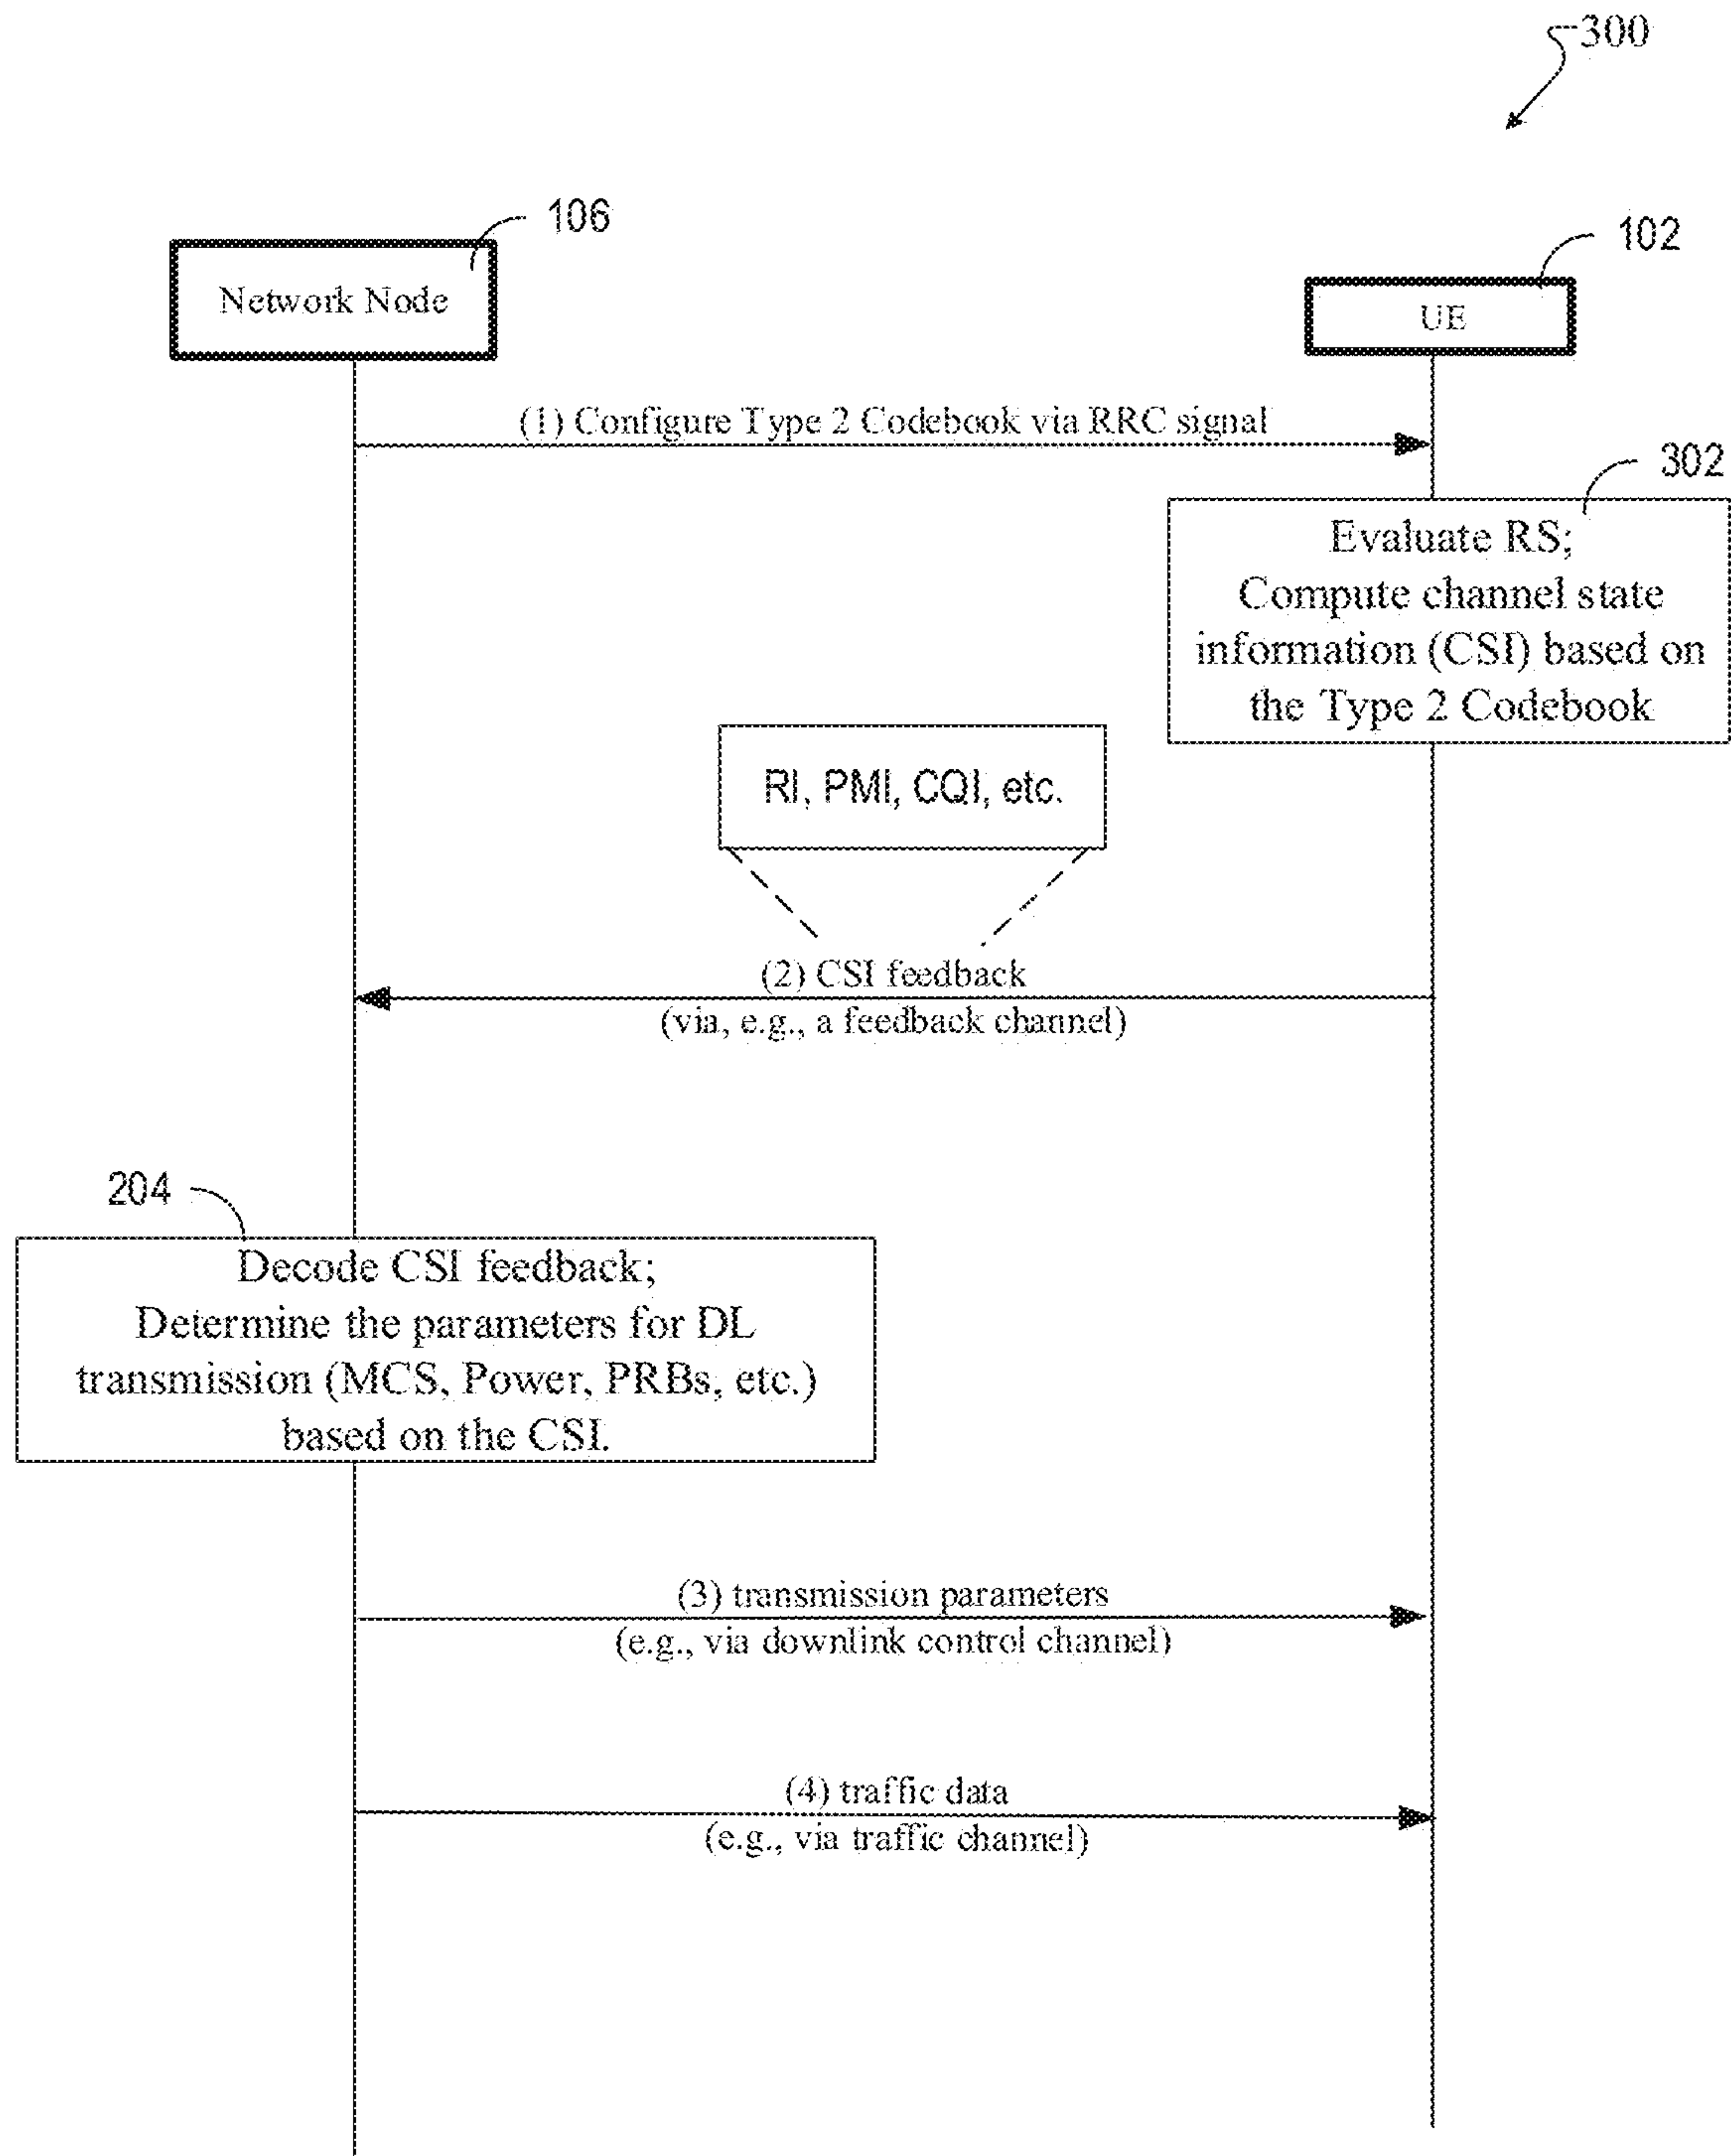 300
106
102
Network Node
UE
(1) Configure Type 2 Codebook via RRC signal
302
Evaluate RS;
Compute channel state
information (CSI) based on
the Type 2 Codebook
RI, PMI, CQI, etc.
(2) CSI feedback
(via, e.g., a feedback channel)
204
Decode CSI feedback;
Determine the parameters for DL
transmission (MCS, Power, PRBs, etc.)
based on the CSI.
(3) transmission parameters
(e.g., via downlink control channel)
(4) traffic data
(e.g., via traffic channel)